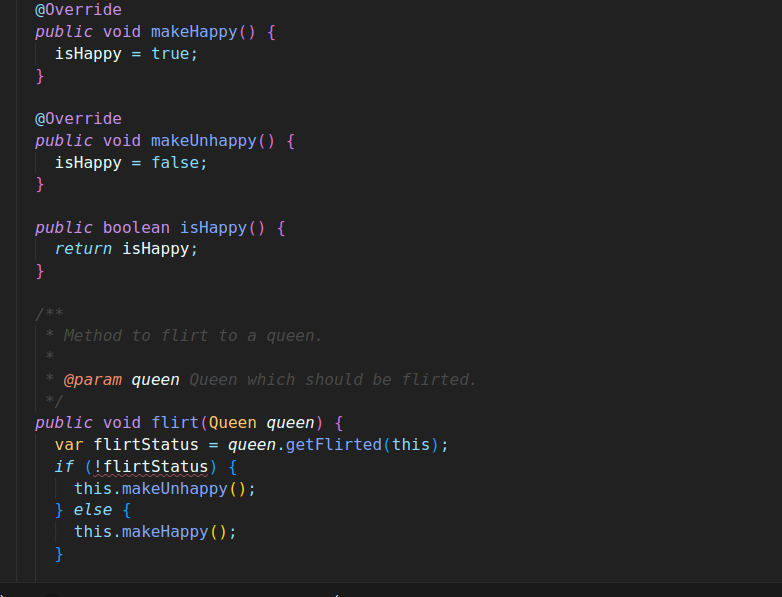 @Override
public void makeHappy() {
isHappy = true;
}
@Override
public void makeUnhappy() {
isHappy = false;
}
public boolean isHappy() {
return isHappy;
}
/**
* Method to flirt to a queen.
*
* @param queen Queen which should be flirted.
*/
public void flirt(Queen queen) {
var flirtStatus = queen.getFlirted(this);
if (!flirtStatus) {
this.makeUnhappy();
} else {
this.makeHappy();
}